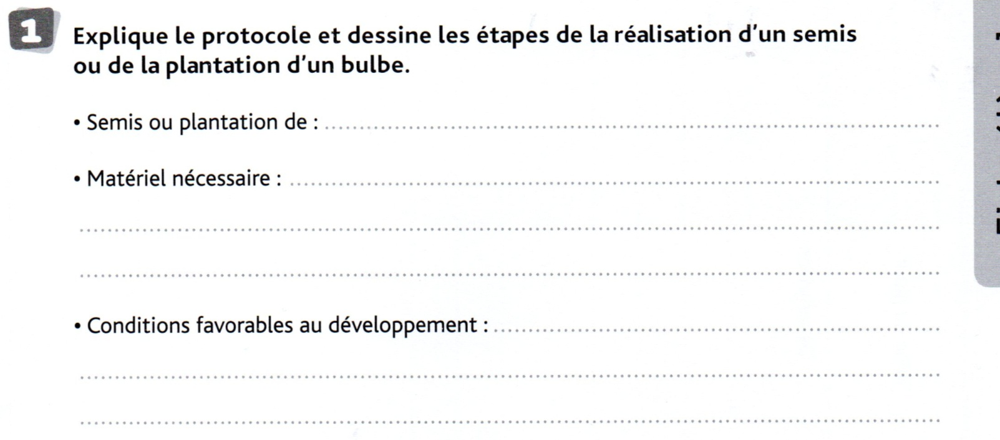 1
Explique le protocole et dessine les étapes de la réalisation d'un semis
ou de la plantation d'un bulbe.
• Semis ou plantation de :
• Matériel nécessaire :
• Conditions favorables au développement :